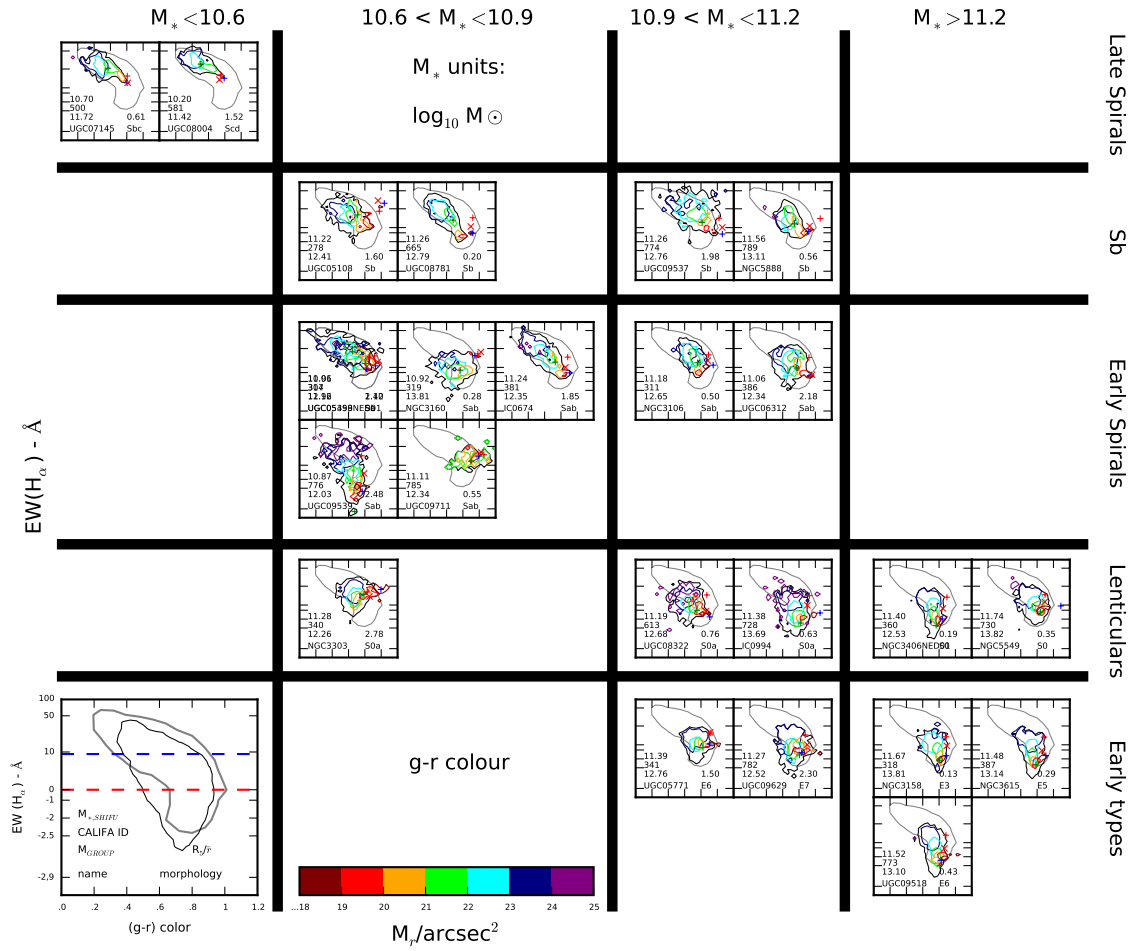 M*<10.6
10.6 < M*<10.9
10.9 < M*<11.2
M*>11.2
M* units:
log10 M☉
Late Spirals
10.70
500
11.72 0.61
UGC07145 Sbc
10.20
581
11.42 1.52
UGC08004 Scd
Sb
11.22
278
12.41 1.60
UGC05108 Sb
11.26
665
12.79 0.20
UGC08781 Sb
11.26
774
12.76 1.98
UGC09537 Sb
11.56
789
13.11 0.56
NGC5888 Sb
EW(Hα) - Å
Early Spirals
10.92
319
13.81 0.28
NGC3160 Sab
11.24
381
12.35 1.85
IC0674 Sab
11.18
311
12.65 0.50
NGC3106 Sab
11.06
386
12.34 2.18
UGC06312 Sab
10.87
776
12.03 2.48
UGC09539 Sab
11.11
785
12.34 0.55
UGC09711 Sab
Lenticulars
11.28
340
12.26 2.78
NGC3303 S0a
11.19
613
12.68 0.76
UGC08322 S0a
11.38
728
13.69 0.63
IC0994 S0a
11.40
360
12.53 0.19
NGC3406NED01
11.74
730
13.82 0.35
NGC5549 S0
Early types
11.39
341
12.76 1.50
UGC05771 E6
11.27
782
12.52 2.30
UGC09629 E7
11.67
318
13.81 0.13
NGC3158 E3
11.48
387
13.14 0.29
NGC3615 E5
11.52
773
13.10 0.43
UGC09518 E6
100
50
10
0
-1
-2
-2.5
-2.9
EW (Hα) - Å
M*,SHIFU
CALIFA ID
MGROUP R5/r̄
name morphology
.0 .2 .4 .6 .8 1 1.2
(g-r) color
g-r colour
...18 19 20 21 22 23 24 25
Mr/arcsec2